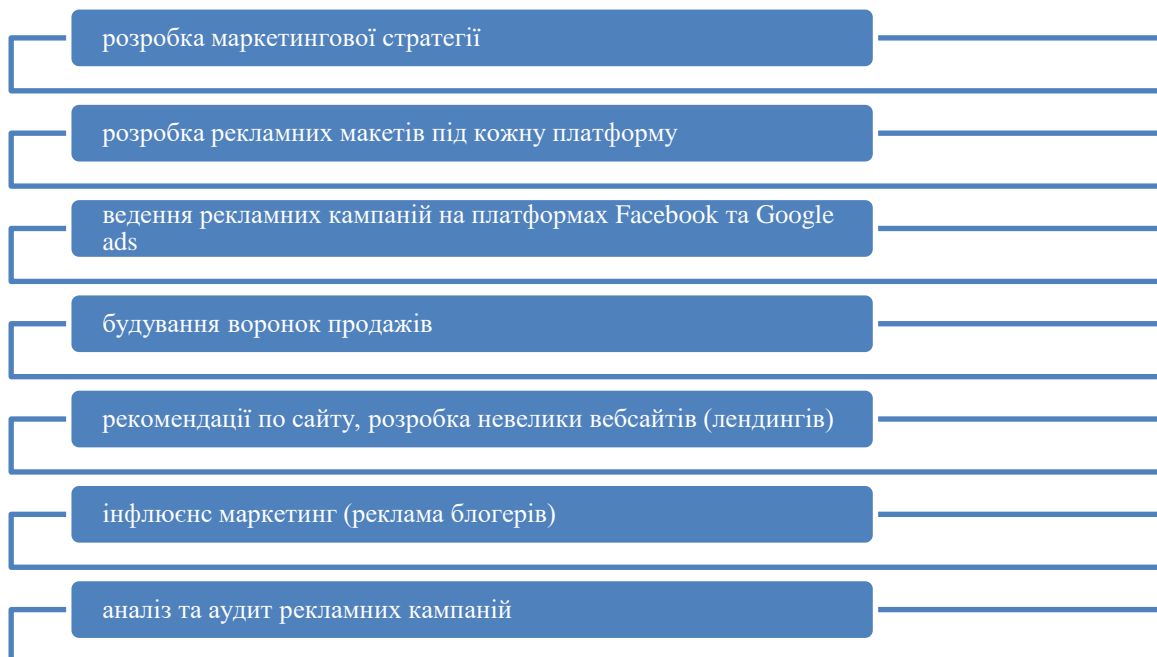 розробка маркетингової стратегії
розробка рекламних макетів під кожну платформу
ведення рекламних кампаній на платформах Facebook та Google
ads
будування воронок продажів
рекомендації по сайту, розробка невелики вебсайтів (лендингів)
інфлюєнс маркетинг (реклама блогерів)
аналіз та аудит рекламних кампаній